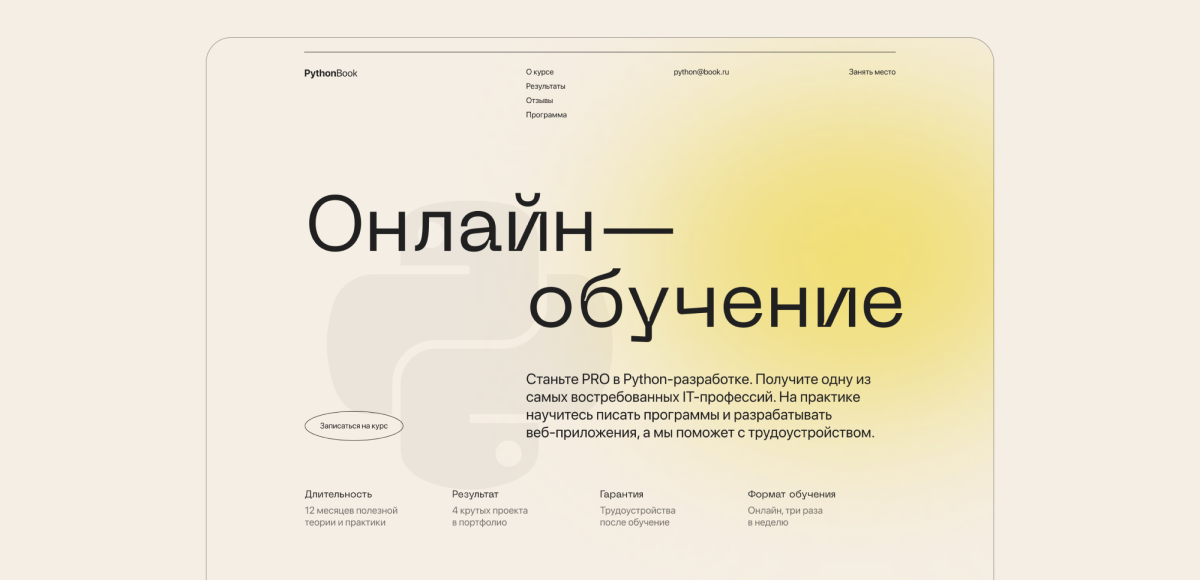 PythonBook
О курсе
Результаты
Отзывы
Программа
python@book.ru
Занять место
Онлайн—
обучение
Станьте PRO в Python-разработке. Получите одну из
самых востребованных IT-профессий. На практике
научитесь писать программы и разрабатывать
веб-приложения, а мы поможет с трудоустройством.
Записаться на курс
Длительность
12 месяцев полезной
теории и практики
Результат
4 крутых проекта
в портфолио
Гарантия
Трудоустройства
после обучение
Формат обучения
Онлайн, три раза
в неделю